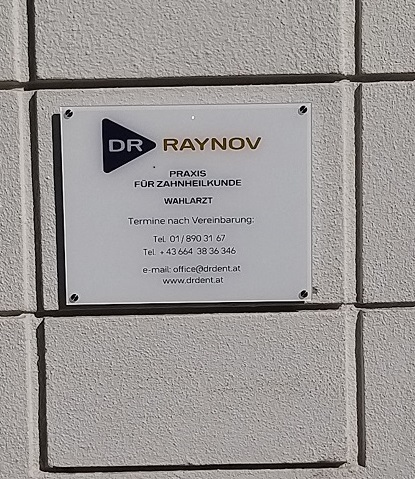 DR RAYNOV
PRAXIS
FÜR ZAHNHEILKUNDE
WAHLARZT
Termine nach Vereinbarung:
Tel. 01/890 31 67
Tel. +43 664 38 36 346
e-mail: office@drdent.at
www.drdent.at